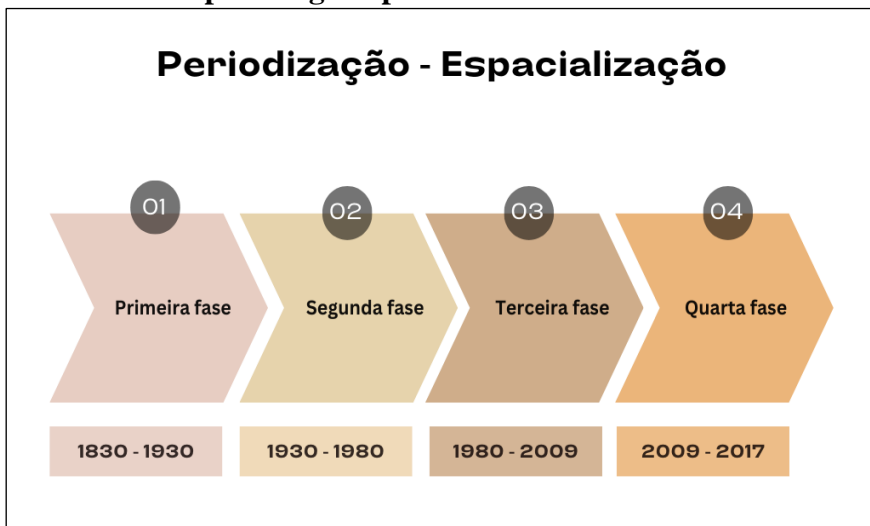 Periodização - Espacialização
01
02
03
04
Primeira fase
Segunda fase
Terceira fase
Quarta fase
1830 - 1930
1930 - 1980
1980 - 2009
2009 - 2017